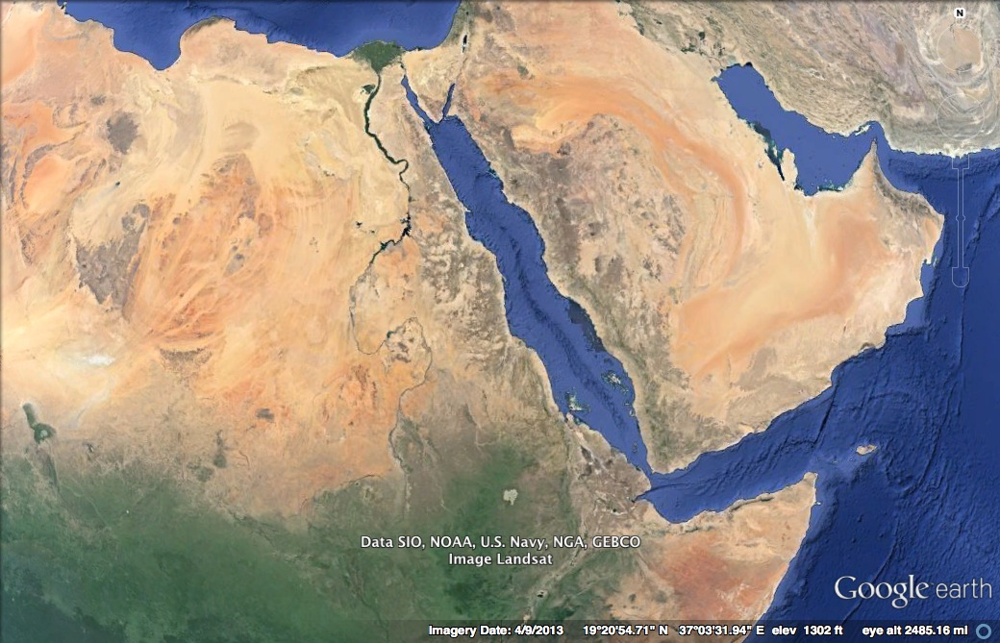 N
Data SIO, NOAA, U.S. Navy, NGA, GEBCO
Image Landsat
Google earth
Imagery Date: 4/9/2013 19°20'54.71" N 37°03'31.94" E elev 1302 ft eye alt 2485.16 mi